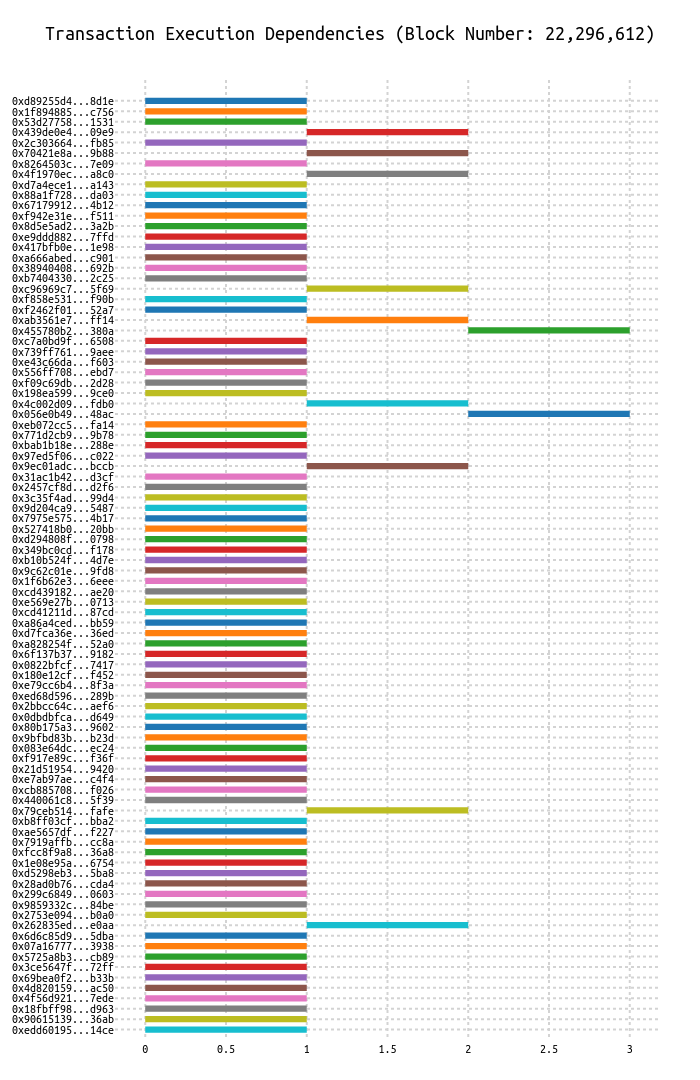 Transaction Execution Dependencies (Block Number: 22,296,612)
0xd89255d4...8d1e
0x1f894885...c756
0x53d27758...1531
0x439de0e4...09e9
0x2c303664...fb85
0x70421e8a...9b88
0x8264503c...7e09
0x4f1970ec...a8c0
0xd7a4ece1...a143
0x88a1f728...da03
0x67179912...4b12
0xf942e31e...f511
0x8d5e5ad2...3a2b
0xe9ddd882...7ffd
0x417bfb0e...1e98
0xa666abed...c901
0x38940408...692b
0xb7404330...2c25
0xc96969c7...5f69
0xf858e531...f90b
0xf2462f01...52a7
0xab3561e7...ff14
0x455780b2...380a
0xc7a0bd9f...6508
0x739ff761...9aee
0xe43c66da...f603
0x556ff708...ebd7
0xf09c69db...2d28
0x198ea599...9ce0
0x4c002d09...fdb0
0x056e0b49...48ac
0xeb072cc5...fa14
0x771d2cb9...9b78
0xbab1b18e...288e
0x97ed5f06...c022
0x9ec01adc...bccb
0x31ac1b42...d3cf
0x2457cf8d...d2f6
0x3c35f4ad...99d4
0x9d204ca9...5487
0x7975e575...4b17
0x527418b0...20bb
0xd294808f...0798
0x349bc0cd...f178
0xb10b524f...4d7e
0x9c62c01e...9fd8
0x1f6b62e3...6eee
0xcd439182...ae20
0xe569e27b...0713
0xcd41211d...87cd
0xa86a4ced...bb59
0xd7fca36e...36ed
0xa828254f...52a0
0x6f137b37...9182
0x0822bfcf...7417
0x180e12cf...f452
0xe79cc6b4...8f3a
0xed68d596...289b
0x2bbcc64c...aef6
0x0dbdbfca...d649
0x80b175a3...9602
0x9bfbd83b...b23d
0x083e64dc...ec24
0xf917e89c...f36f
0x21d51954...9420
0xe7ab97ae...c4f4
0xcb885708...f026
0x440061c8...5f39
0x79ceb514...fafe
0xb8ff03cf...bba2
0xae5657df...f227
0x7919affb...cc8a
0xfcc8f9a8...36a8
0x1e08e95a...6754
0xd5298eb3...5ba8
0x28ad0b76...cda4
0x299c6849...0603
0x9859332c...84be
0x2753e094...b0a0
0x262835ed...e0aa
0x6d6c85d9...5dba
0x07a16777...3938
0x5725a8b3...cb89
0x3ce5647f...72ff
0x69bea0f2...b33b
0x4d820159...ac50
0x4f56d921...7ede
0x18fbff98...d963
0x90615139...36ab
0xedd60195...14ce
0 0.5 1 1.5 2 2.5 3